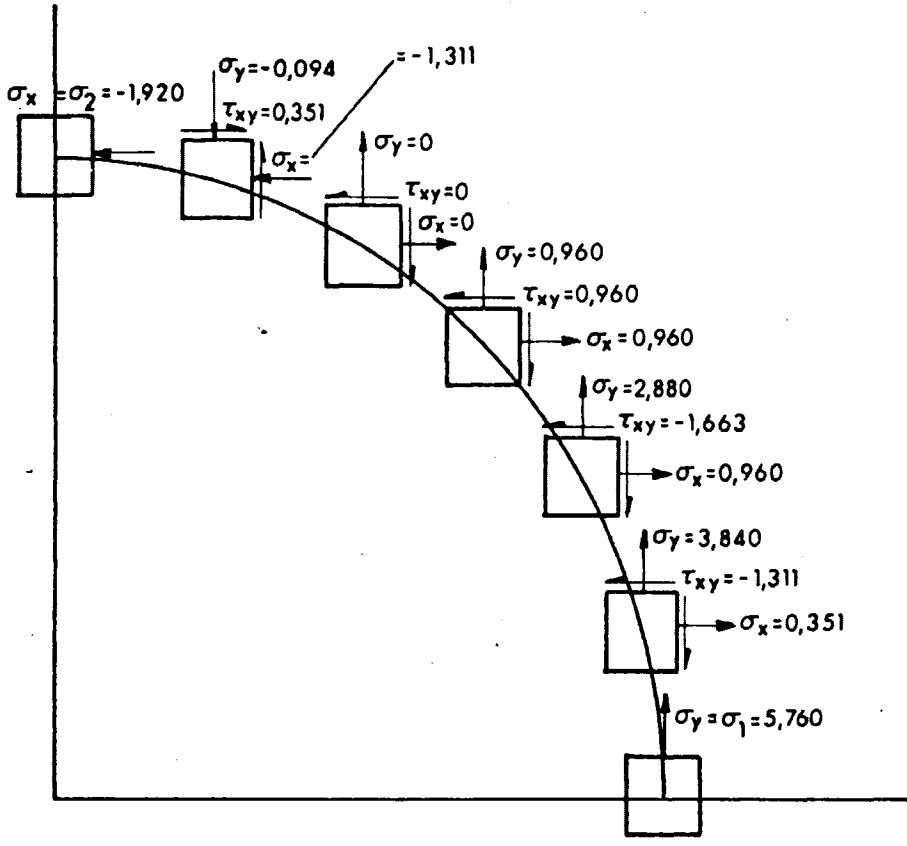 σy=-0,094
=-1,311
σx =σ2=-1,920
τxy=0,351
σx=
σy=0
τxy=0
σx=0
σy=0,960
τxy=0,960
σx=0,960
σy=2,880
τxy=-1,663
σx=0,960
σy=3,840
τxy=-1,311
σx=0,351
σy=σ1=5,760